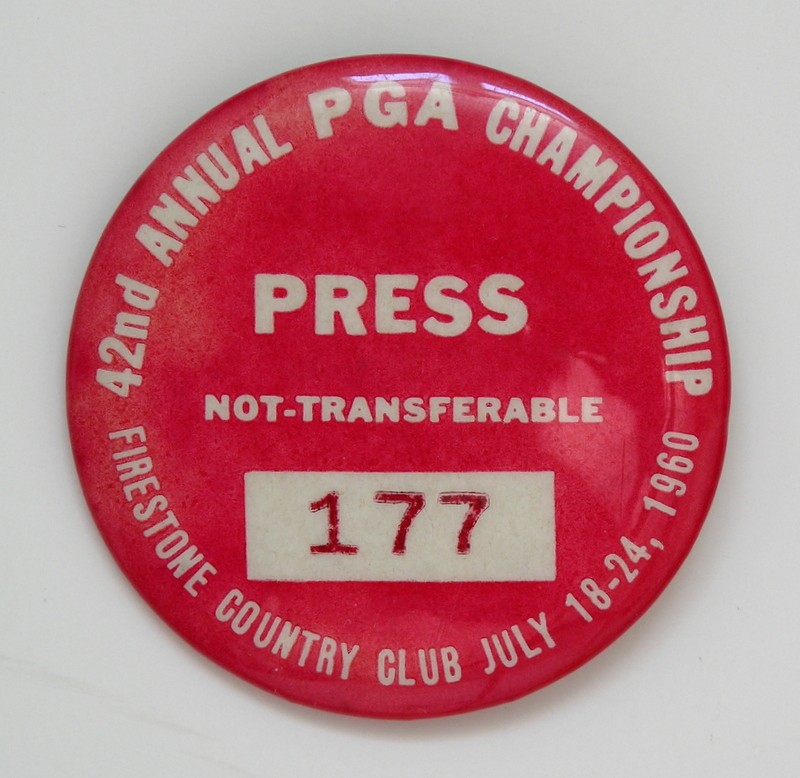 42nd ANNUAL PGA CHAMPIONSHIP
PRESS
NOT-TRANSFERABLE
177
FIRESTONE COUNTRY CLUB JULY 18-24, 1960